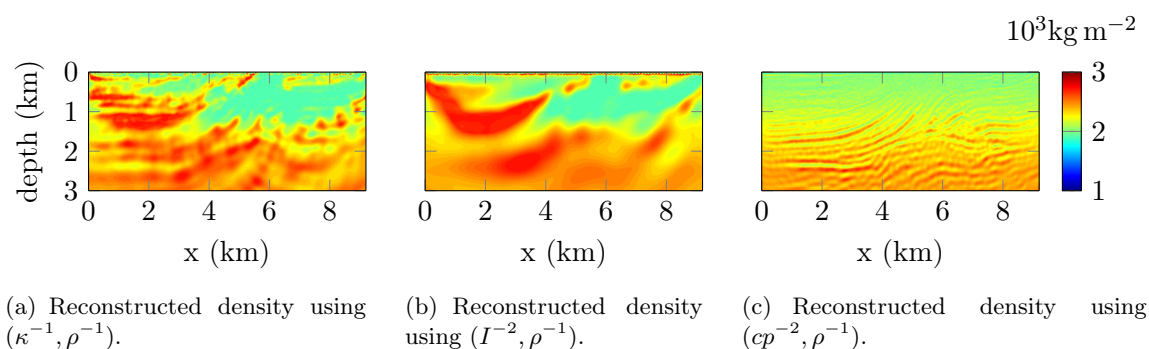 10³kg m⁻²
depth (km)
0
1
2
3
0 2 4 6 8
x (km)
0 2 4 6 8
x (km)
0 2 4 6 8
x (km)
3
2
1
(a) Reconstructed density using
(κ⁻¹, ρ⁻¹).
(b) Reconstructed density
using (I⁻², ρ⁻¹).
(c) Reconstructed density using
(cp⁻², ρ⁻¹).